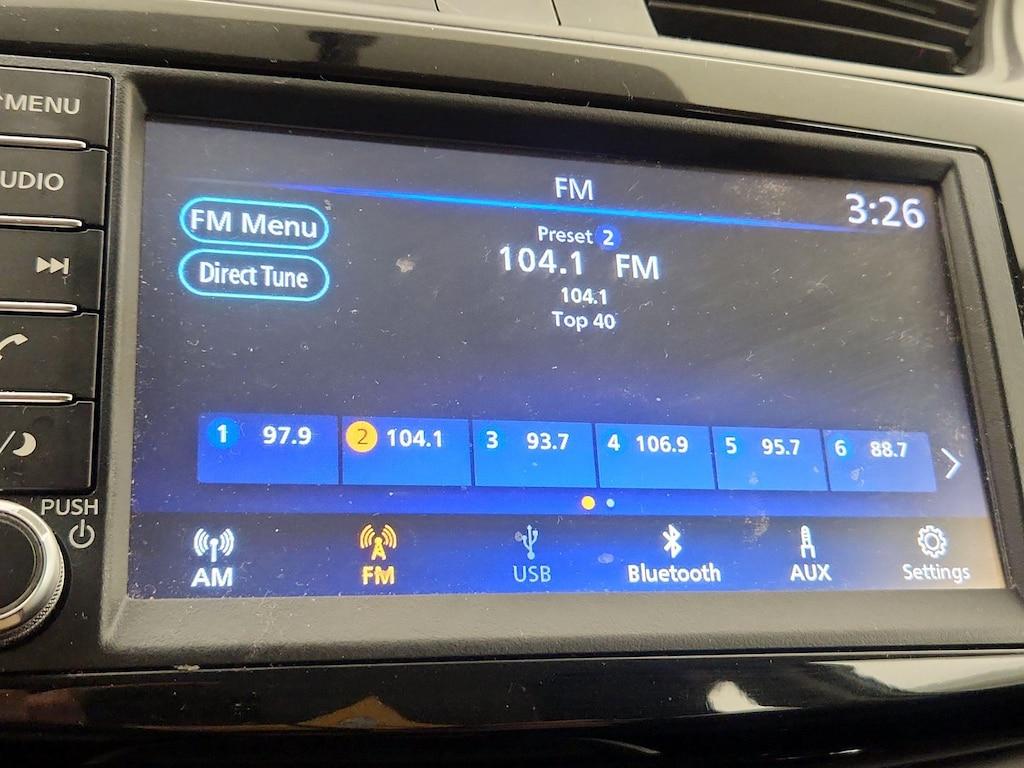 MENU
UDIO
PUSH
FM
3:26
FM Menu
Direct Tune
Preset 2
104.1 FM
104.1
Top 40
1 97.9 2 104.1 3 93.7 4 106.9 5 95.7 6 88.7
AM FM USB Bluetooth AUX Settings